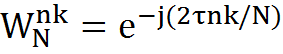 W_N^{nk} = e^{-j(2τnk/N)}